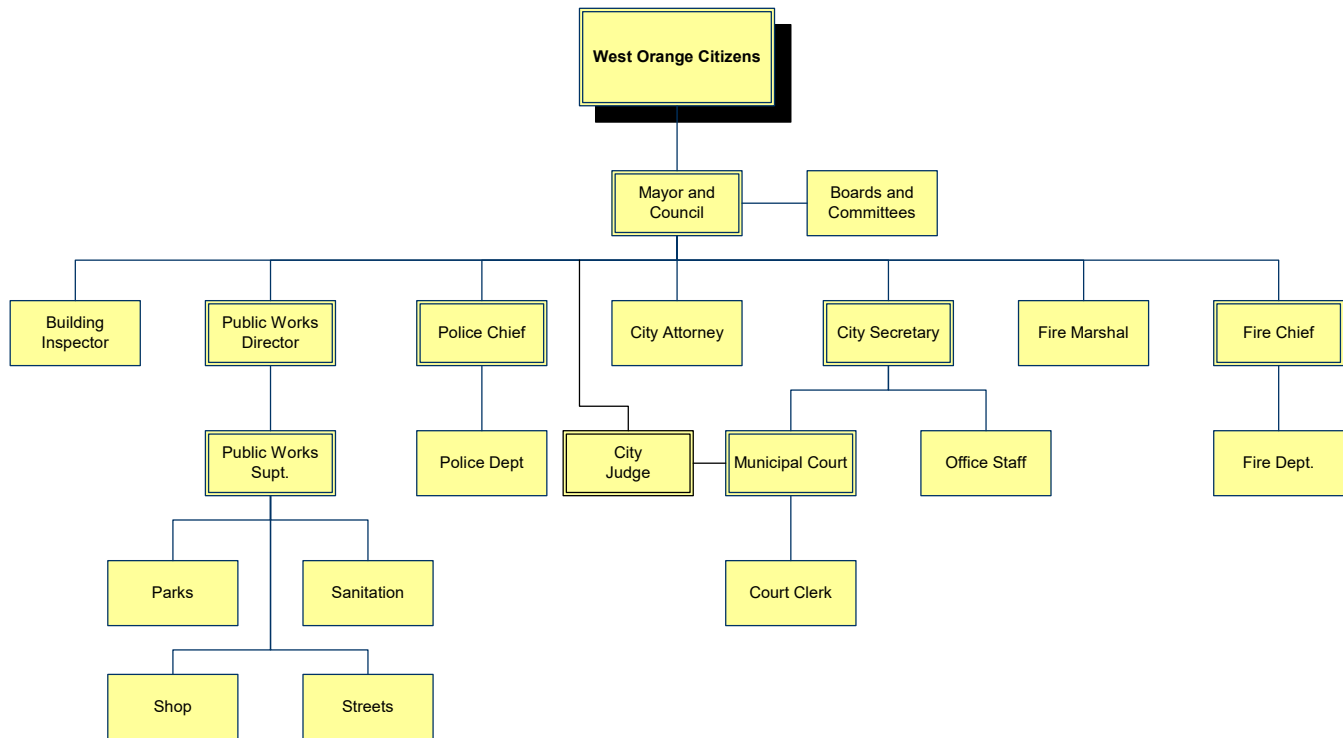 West Orange Citizens
Mayor and
Council
Boards and
Committees
Building
Inspector
Public Works
Director
Police Chief
City Attorney
City Secretary
Fire Marshal
Fire Chief
Public Works
Supt.
Police Dept
City
Judge
Municipal Court
Office Staff
Fire Dept.
Parks
Sanitation
Court Clerk
Shop
Streets